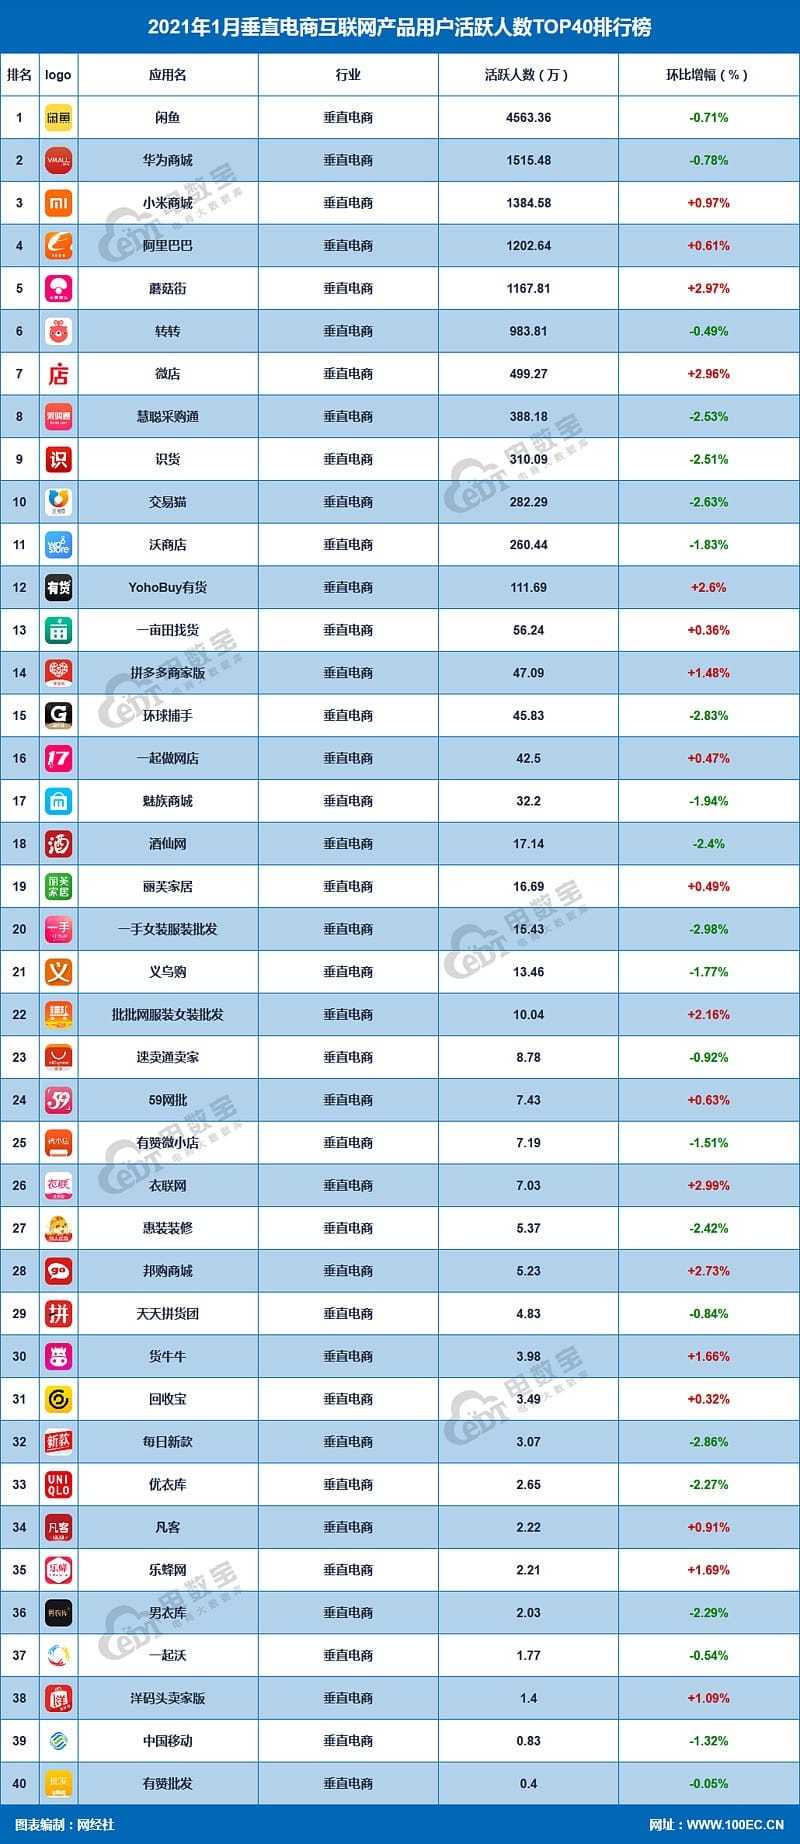 2021年1月垂直电商互联网产品用户活跃人数TOP40排行榜
排名 logo 应用名 行业 活跃人数（万） 环比增幅（%）
1 闲鱼 闲鱼 垂直电商 4563.36 -0.71%
2 VMALL 华为商城 垂直电商 1515.48 -0.78%
3 mi 小米商城 垂直电商 1384.58 +0.97%
4 阿里巴巴 垂直电商 1202.64 +0.61%
5 蘑菇街 垂直电商 1167.81 +2.97%
6 转转 垂直电商 983.81 -0.49%
7 店 微店 垂直电商 499.27 +2.96%
8 慧聪采购通 垂直电商 388.18 -2.53%
9 识 识货 垂直电商 310.09 -2.51%
10 交易猫 垂直电商 282.29 -2.63%
11 wo store 沃商店 垂直电商 260.44 -1.83%
12 有货 YohoBuy有货 垂直电商 111.69 +2.6%
13 一亩田找货 垂直电商 56.24 +0.36%
14 拼多多商家版 垂直电商 47.09 +1.48%
15 G 环球捕手 垂直电商 45.83 -2.83%
16 17 一起做网店 垂直电商 42.5 +0.47%
17 m 魅族商城 垂直电商 32.2 -1.94%
18 酒 酒仙网 垂直电商 17.14 -2.4%
19 丽芙家居 丽芙家居 垂直电商 16.69 +0.49%
20 一手 一手女装服装批发 垂直电商 15.43 -2.98%
21 义 义乌购 垂直电商 13.46 -1.77%
22 批批网服装女装批发 垂直电商 10.04 +2.16%
23 速卖通卖家 垂直电商 8.78 -0.92%
24 59 59网批 垂直电商 7.43 +0.63%
25 有赞微小店 垂直电商 7.19 -1.51%
26 衣联 衣联网 垂直电商 7.03 +2.99%
27 惠装装修 垂直电商 5.37 -2.42%
28 go 邦购商城 垂直电商 5.23 +2.73%
29 拼 天天拼货团 垂直电商 4.83 -0.84%
30 货牛牛 垂直电商 3.98 +1.66%
31 回收宝 垂直电商 3.49 +0.32%
32 新款 每日新款 垂直电商 3.07 -2.86%
33 UNIQLO 优衣库 垂直电商 2.65 -2.27%
34 凡客 凡客 垂直电商 2.22 +0.91%
35 乐蜂 乐蜂网 垂直电商 2.21 +1.69%
36 男衣库 男衣库 垂直电商 2.03 -2.29%
37 一起沃 垂直电商 1.77 -0.54%
38 洋 洋码头卖家版 垂直电商 1.4 +1.09%
39 中国移动 垂直电商 0.83 -1.32%
40 批发 有赞批发 垂直电商 0.4 -0.05%
图表编制：网经社 网址：WWW.100EC.CN